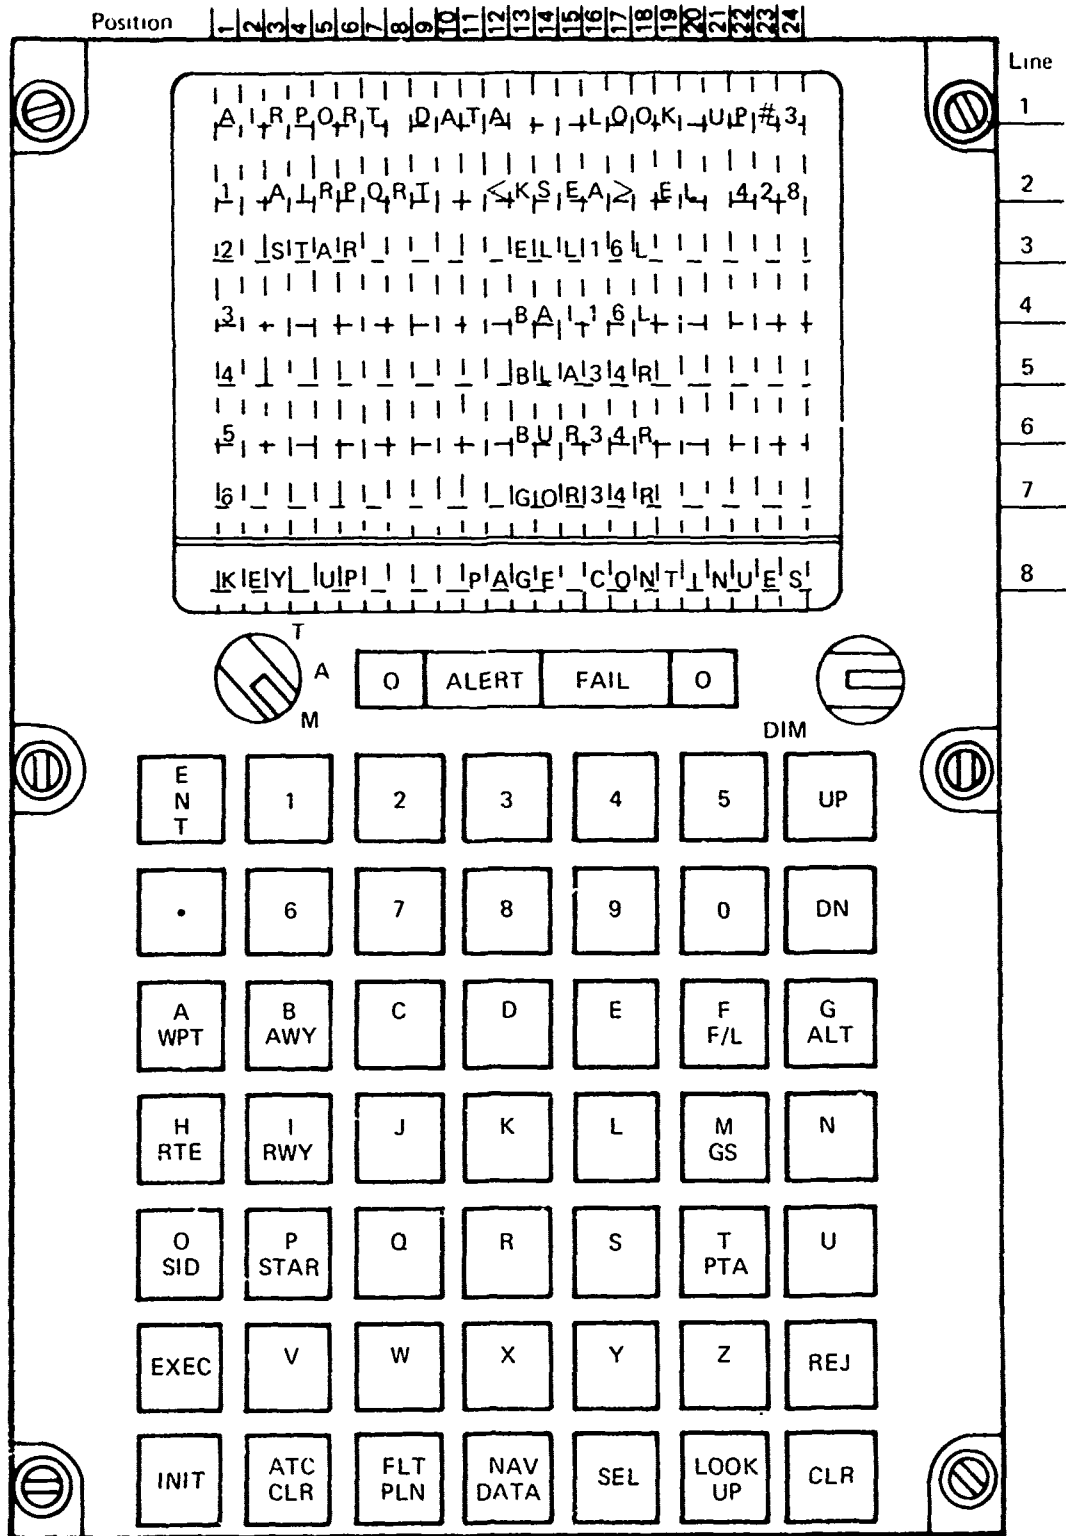 Position 1 2 3 4 5 6 7 8 9 10 11 12 13 14 15 16 17 18 19 20 21 22 23 24
Line
AIRPORT DATA - LOOK-UP#3 1
1 AIRPORT <KSEA> EL 428 2
2 STAR ELL16L 3
3 BAI16L 4
4 BLA34R 5
5 BUR34R 6
6 GOR34R 7
KEY UP PAGE CONTINUES 8
T
A
M
O ALERT FAIL O
DIM
ENT 1 2 3 4 5 UP
. 6 7 8 9 0 DN
A WPT B AWY C D E F F/L G ALT
H RTE I RWY J K L M GS N
O SID P STAR Q R S T PTA U
EXEC V W X Y Z REJ
INIT ATC CLR FLT PLN NAV DATA SEL LOOK UP CLR